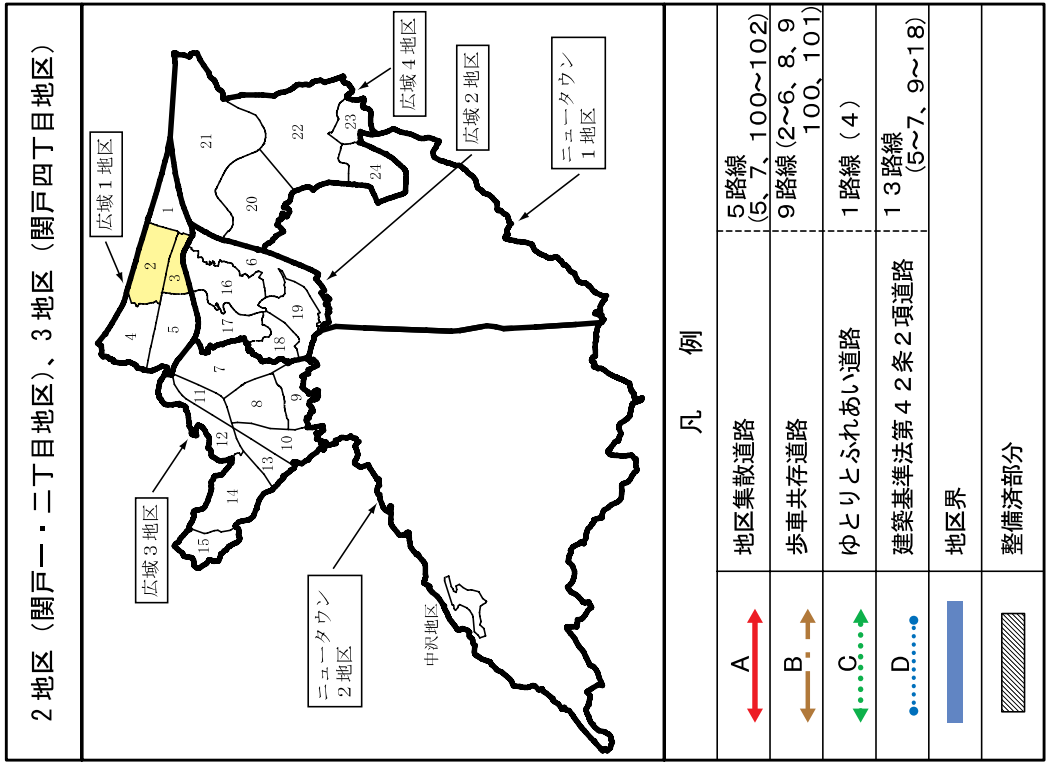 2地区（関戸一・二丁目地区）、3地区（関戸四丁目地区）
広域1地区
広域4地区
広域2地区
ニュータウン
1地区
広域3地区
ニュータウン
2地区
中沢地区
1
2
3
4
5
6
7
8
9
10
11
12
13
14
15
16
17
18
19
20
21
22
23
24
凡　例
A 地区集散道路 5路線
(5、7、100～102)
B 歩車共存道路 9路線(2～6、8、9
100、101)
C ゆとりとふれあい道路 1路線（4）
D 建築基準法第42条2項道路 13路線
(5～7、9～18)
地区界
整備済部分